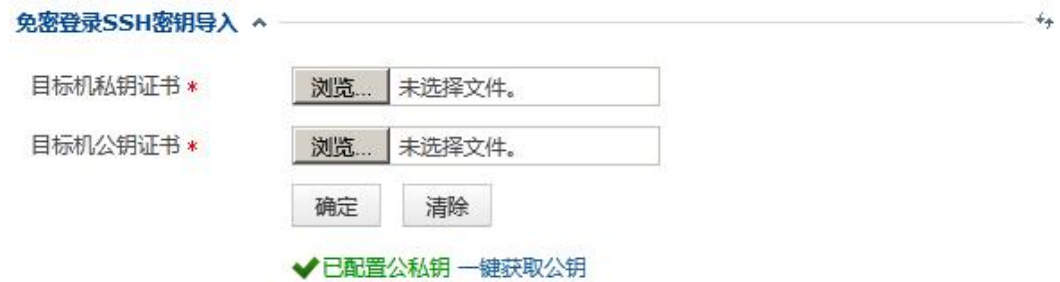 免密登录SSH密钥导入
目标机私钥证书 * 浏览... 未选择文件。
目标机公钥证书 * 浏览... 未选择文件。
确定 清除
已配置公私钥 一键获取公钥